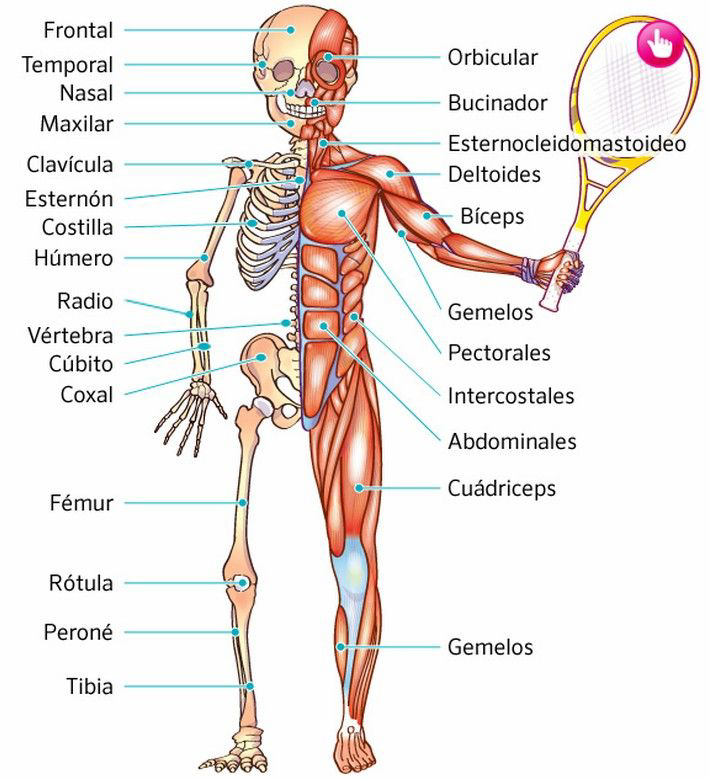 Frontal
Temporal
Nasal
Maxilar
Clavícula
Esternón
Costilla
Húmero
Radio
Vértebra
Cúbito
Coxal
Fémur
Rótula
Peroné
Tibia
Orbicular
Bucinador
Esternocleidomastoideo
Deltoides
Bíceps
Gemelos
Pectorales
Intercostales
Abdominales
Cuádriceps
Gemelos